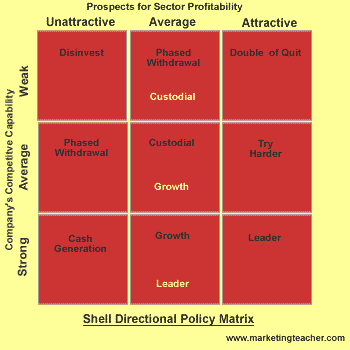 Prospects for Sector Profitability
Unattractive Average Attractive
Company's Competitve Capability
Weak
Disinvest
Phased
Withdrawal
Custodial
Double of Quit
Average
Phased
Withdrawal
Custodial
Growth
Try
Harder
Strong
Cash
Generation
Growth
Leader
Leader
Shell Directional Policy Matrix
www.marketingteacher.com